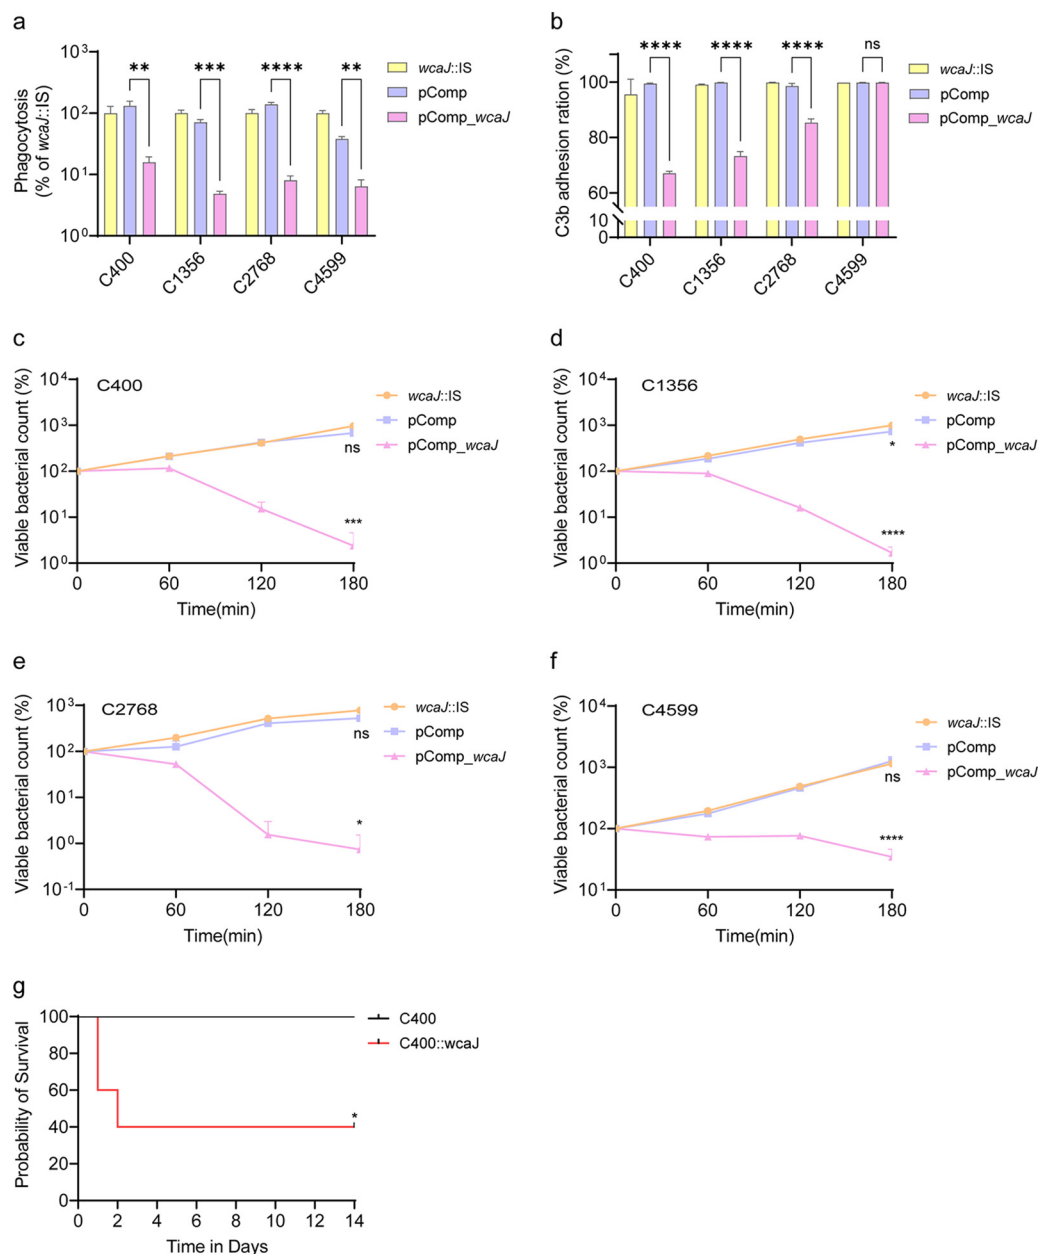 a
10³
10²
10¹
10⁰
Phagocytosis
(% of wcaJ::IS)
** *** **** **
wcaJ::IS
pComp
pComp_wcaJ
C400 C1356 C2768 C4599
b
C3b adhesion ration (%)
100
80
60
10
0
**** **** **** ns
wcaJ::IS
pComp
pComp_wcaJ
C400 C1356 C2768 C4599
c
Viable bacterial count (%)
10⁴
10³
10²
10¹
10⁰
C400
wcaJ::IS
pComp
pComp_wcaJ
ns
***
0 60 120 180
Time(min)
d
Viable bacterial count (%)
10⁴
10³
10²
10¹
10⁰
C1356
wcaJ::IS
pComp
pComp_wcaJ
*
****
0 60 120 180
Time(min)
e
Viable bacterial count (%)
10³
10²
10¹
10⁰
10⁻¹
C2768
wcaJ::IS
pComp
pComp_wcaJ
ns
*
0 60 120 180
Time(min)
f
Viable bacterial count (%)
10⁴
10³
10²
10¹
C4599
wcaJ::IS
pComp
pComp_wcaJ
ns
****
0 60 120 180
Time(min)
g
Probability of Survival
100
80
60
40
20
0
C400
C400::wcaJ
*
0 2 4 6 8 10 12 14
Time in Days